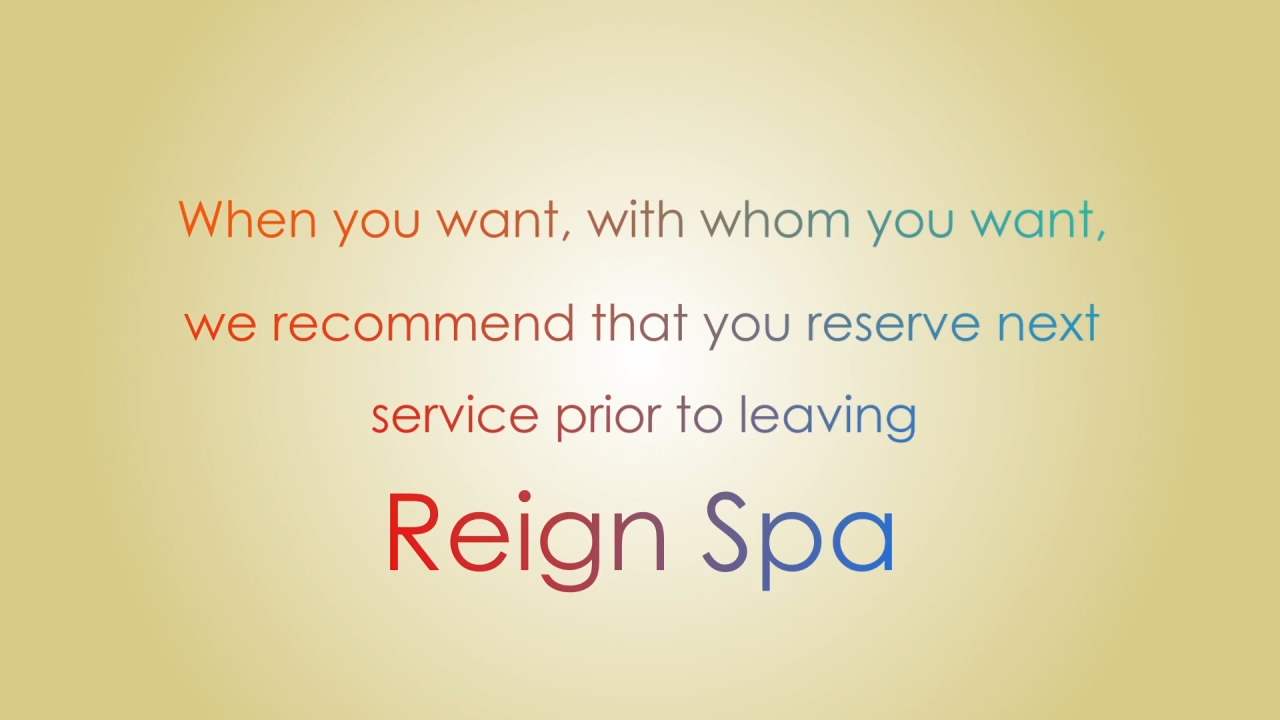 When you want, with whom you want,
we recommend that you reserve next
service prior to leaving
Reign Spa